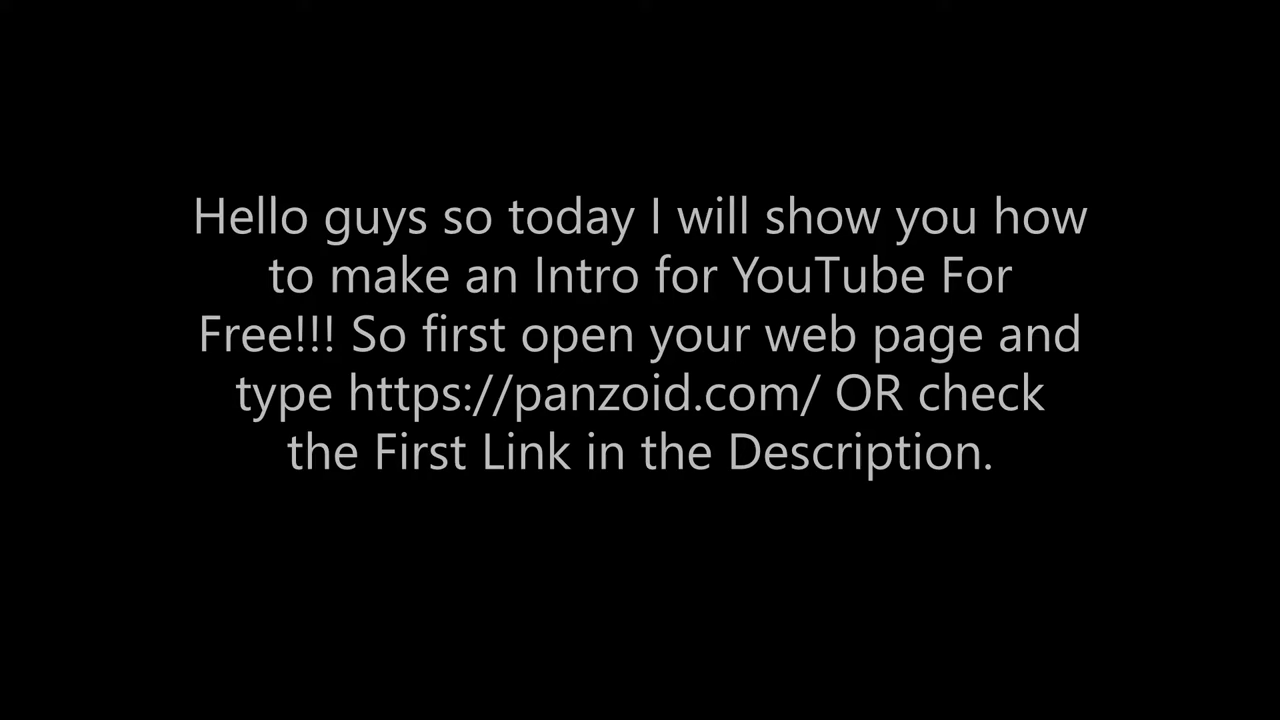 Hello guys so today I will show you how
to make an Intro for YouTube For
Free!!! So first open your web page and
type https://panzoid.com/ OR check
the First Link in the Description.